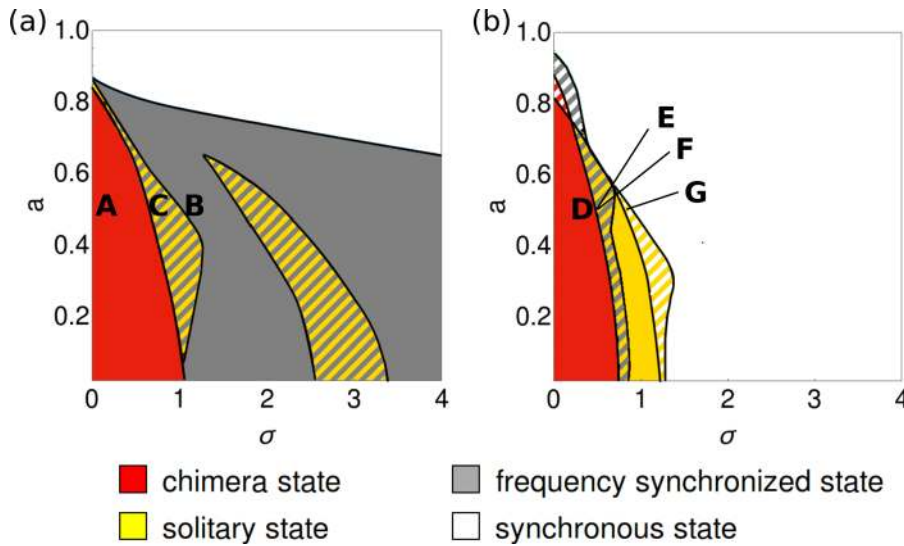 (a)
(b)
1.0
0.8
0.6
0.4
0.2
a
A
C
B
0
1
2
3
4
σ
1.0
0.8
0.6
0.4
0.2
a
E
F
G
D
0
1
2
3
4
σ
chimera state
frequency synchronized state
solitary state
synchronous state